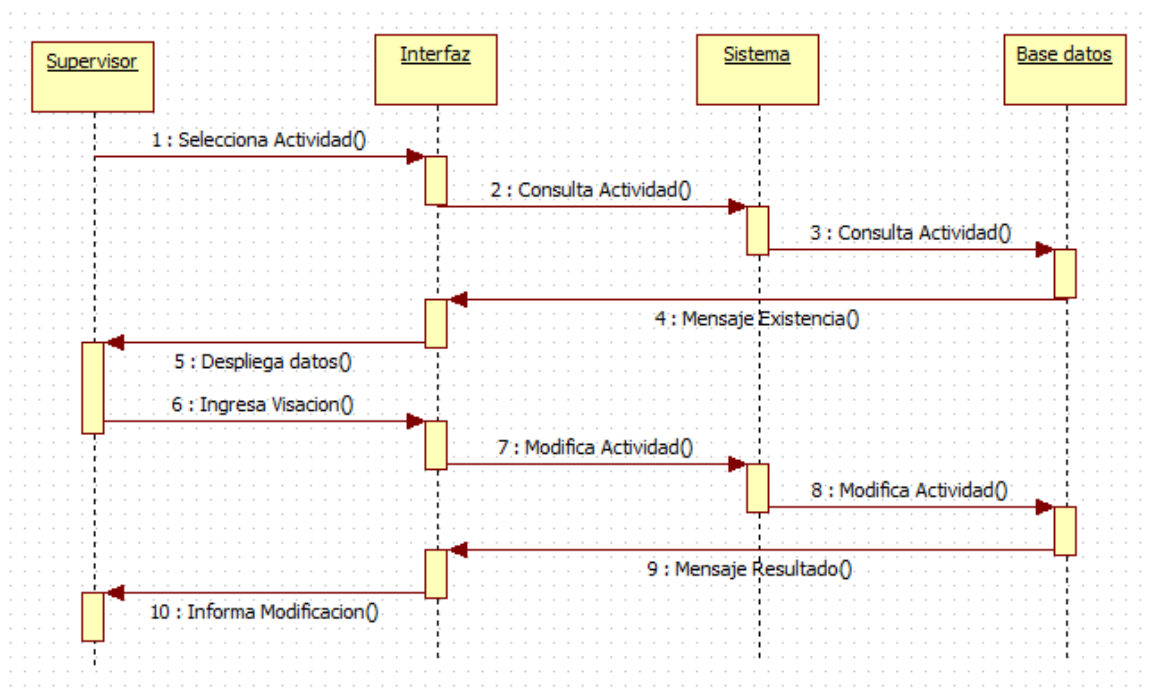 Supervisor
Interfaz
Sistema
Base datos
1 : Selecciona Actividad()
2 : Consulta Actividad()
3 : Consulta Actividad()
4 : Mensaje Existencia()
5 : Despliega datos()
6 : Ingresa Visacion()
7 : Modifica Actividad()
8 : Modifica Actividad()
9 : Mensaje Resultado()
10 : Informa Modificacion()